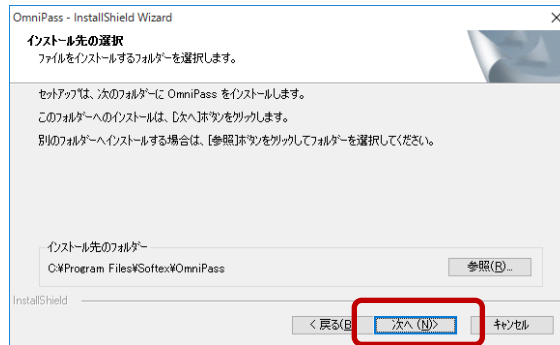 OmniPass - InstallShield Wizard
インストール先の選択
ファイルをインストールするフォルダーを選択します。
セットアップは、次のフォルダーに OmniPass をインストールします。
このフォルダーへのインストールは、[次へ]ボタンをクリックします。
別のフォルダーへインストールする場合は、[参照]ボタンをクリックしてフォルダーを選択してください。
インストール先のフォルダー
C:¥Program Files¥Softex¥OmniPass
参照(R)...
InstallShield
< 戻る(B
次へ (N)>
キャンセル